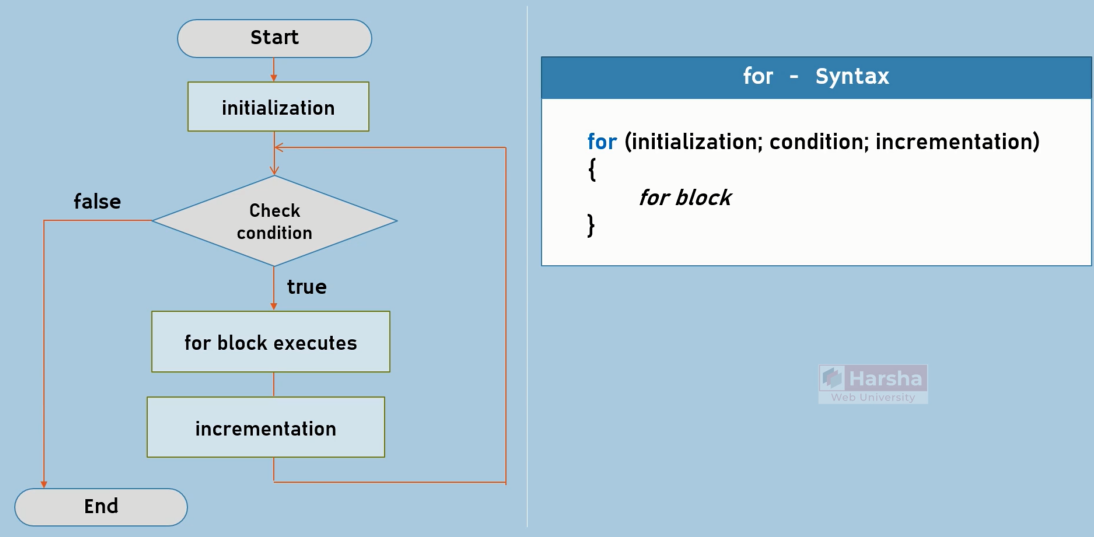 Start
initialization
Check
condition
false
true
for block executes
incrementation
End
for - Syntax
for (initialization; condition; incrementation)
{
for block
}
Harsha
Web University